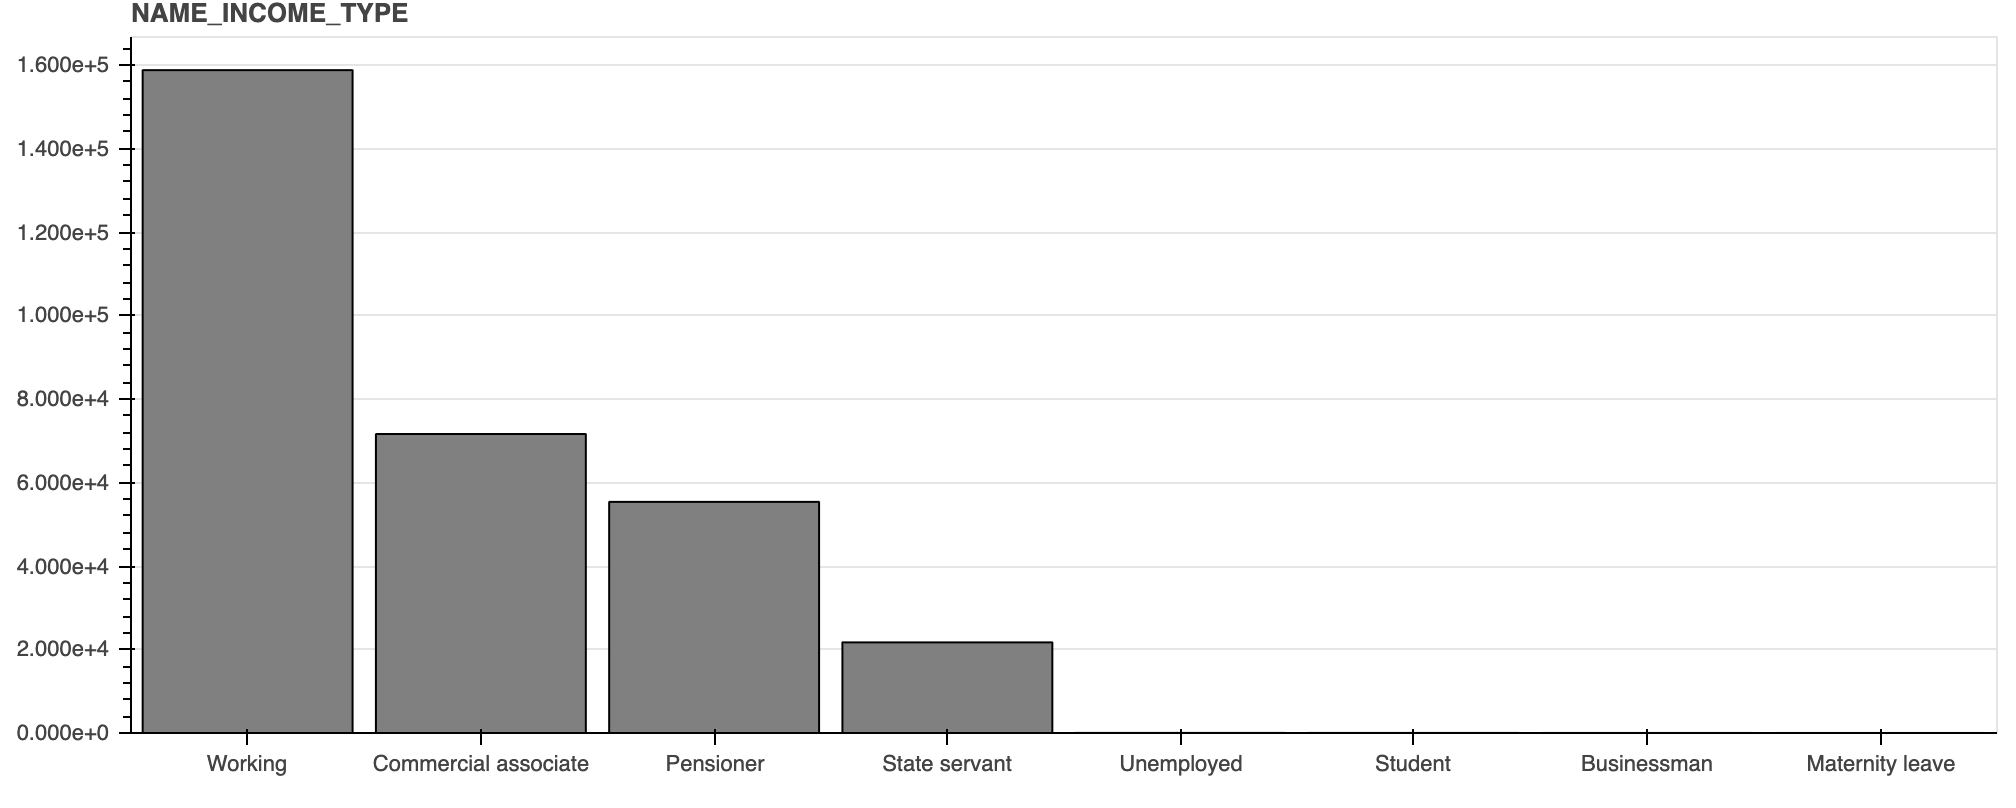 NAME_INCOME_TYPE
1.600e+5
1.400e+5
1.200e+5
1.000e+5
8.000e+4
6.000e+4
4.000e+4
2.000e+4
0.000e+0
Working Commercial associate Pensioner State servant Unemployed Student Businessman Maternity leave